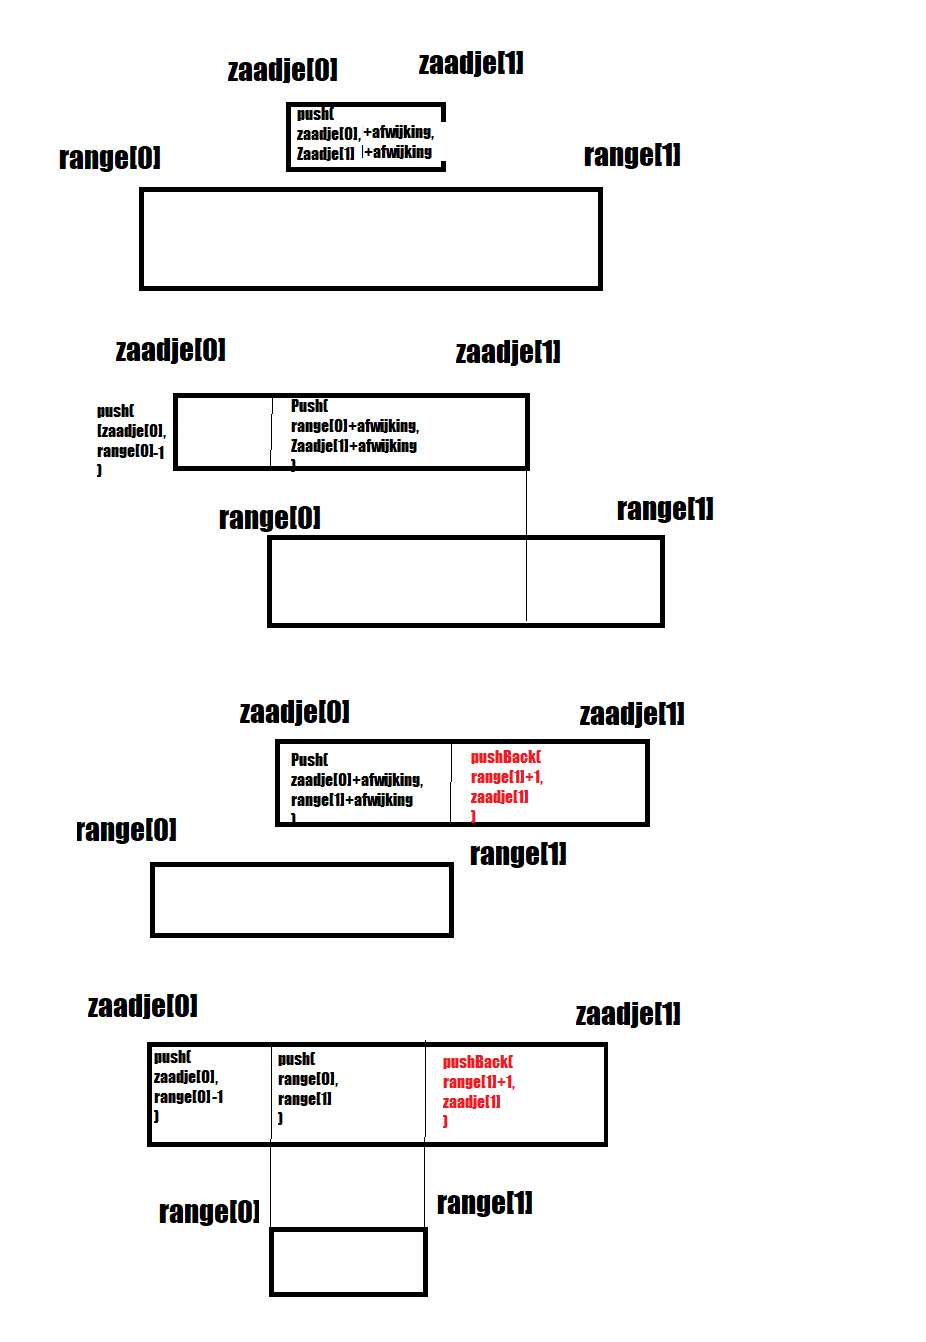 zaadje[0] zaadje[1]
push(
zaadje[0], +afwijking,
Zaadje[1] +afwijking
range[0] range[1]
zaadje[0] zaadje[1]
push(
[zaadje[0],
range[0]-1
)
Push(
range[0]+afwijking,
Zaadje[1]+afwijking
)
range[0] range[1]
zaadje[0] zaadje[1]
Push(
zaadje[0]+afwijking,
range[1]+afwijking
)
pushBack(
range[1]+1,
zaadje[1]
)
range[0] range[1]
zaadje[0] zaadje[1]
push(
zaadje[0],
range[0]-1
)
push(
range[0],
range[1]
)
pushBack(
range[1]+1,
zaadje[1]
)
range[0] range[1]